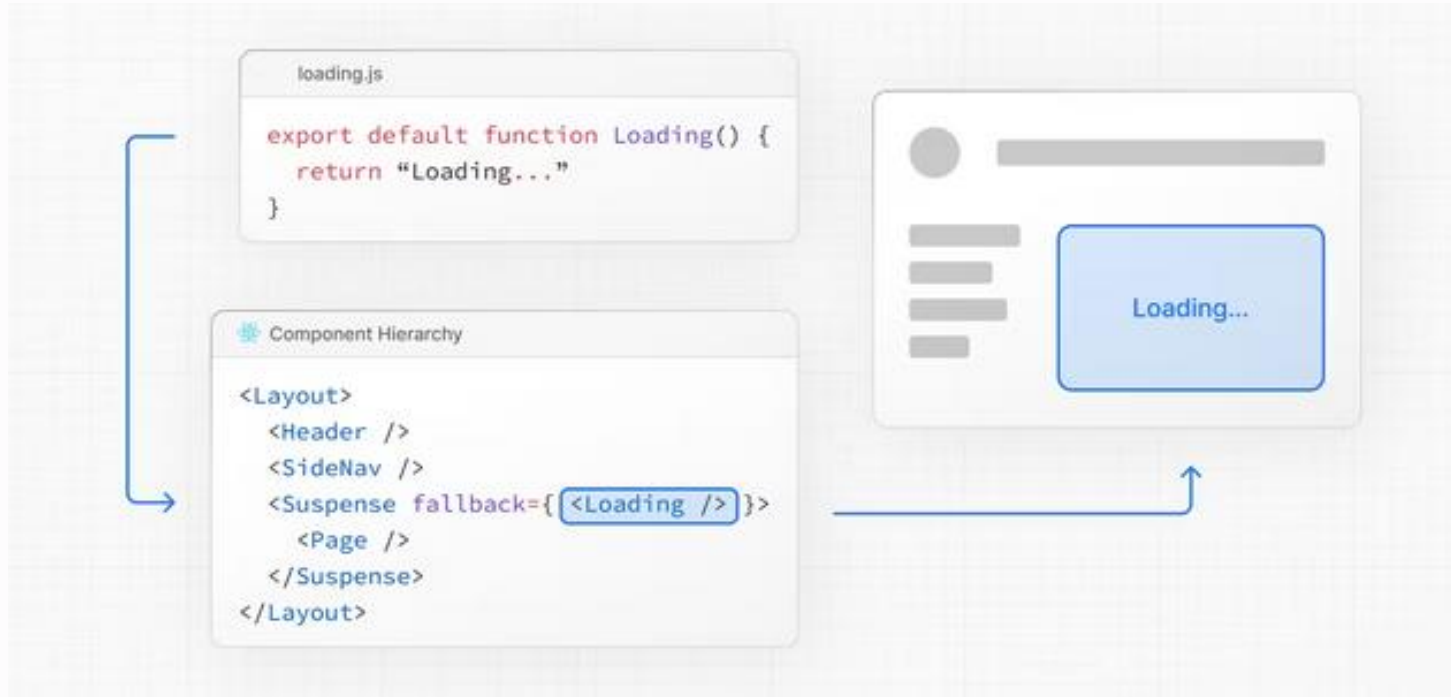 loading.js
export default function Loading() {
  return “Loading...”
}
Component Hierarchy
<Layout>
  <Header />
  <SideNav />
  <Suspense fallback={ <Loading /> }>
    <Page />
  </Suspense>
</Layout>
Loading...